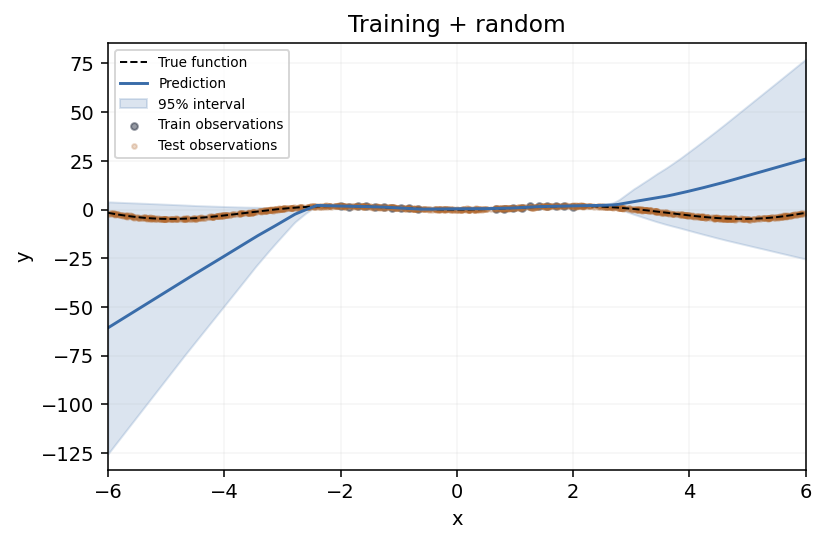 Training + random
True function
Prediction
95% interval
Train observations
Test observations
75
50
25
0
−25
−50
−75
−100
−125
y
−6 −4 −2 0 2 4 6
x